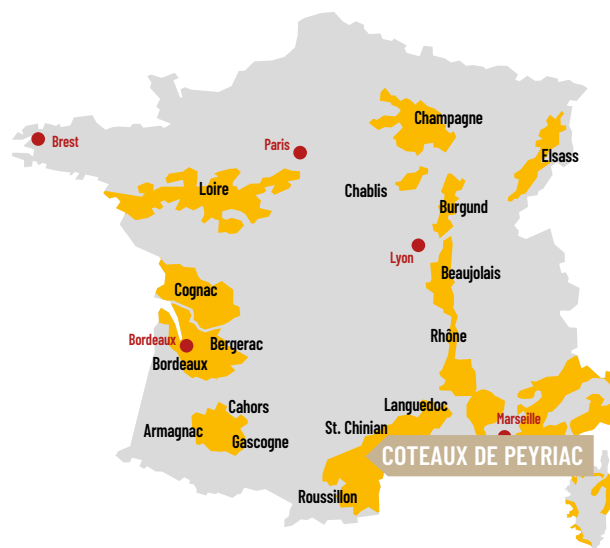 Champagne
Brest
Paris
Elsass
Loire
Chablis
Burgund
Lyon
Beaujolais
Cognac
Rhône
Bordeaux
Bergerac
Bordeaux
Languedoc
Cahors
Marseille
St. Chinian
Armagnac
Gascogne
COTEAUX DE PEYRIAC
Roussillon